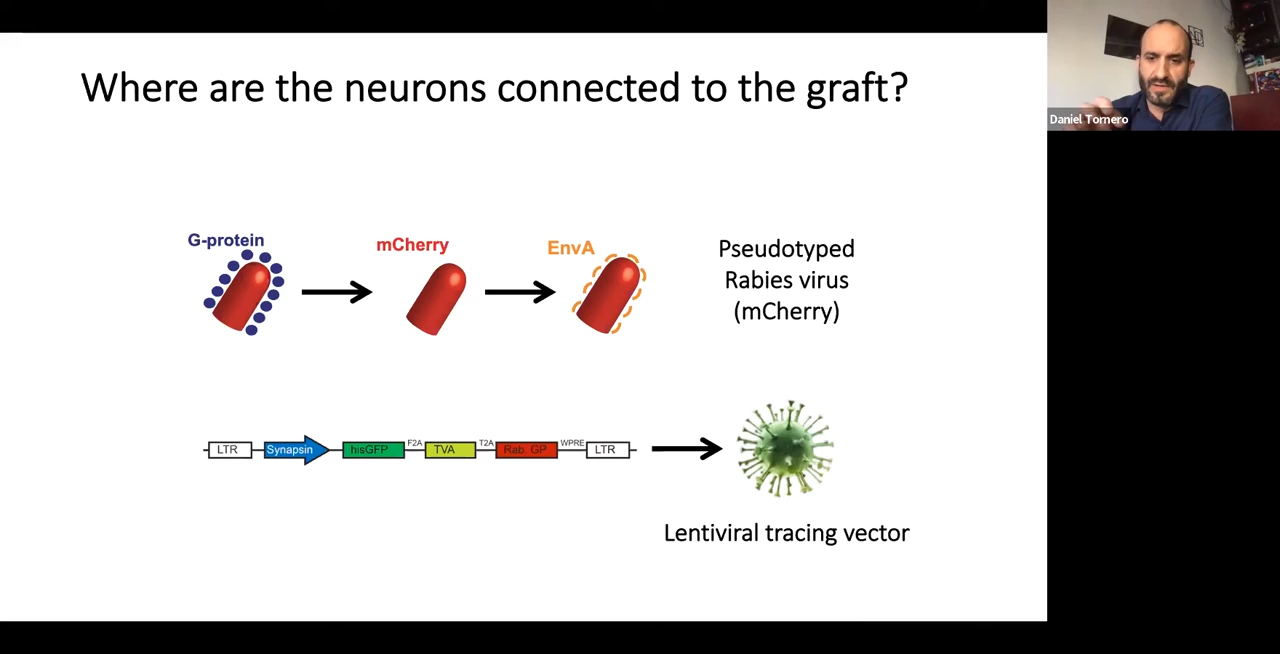 Where are the neurons connected to the graft?
Daniel Tornero
G-protein
mCherry
EnvA
Pseudotyped
Rabies virus
(mCherry)
LTR
Synapsin
hisGFP
F2A
TVA
T2A
Rab. GP
WPRE
LTR
Lentiviral tracing vector